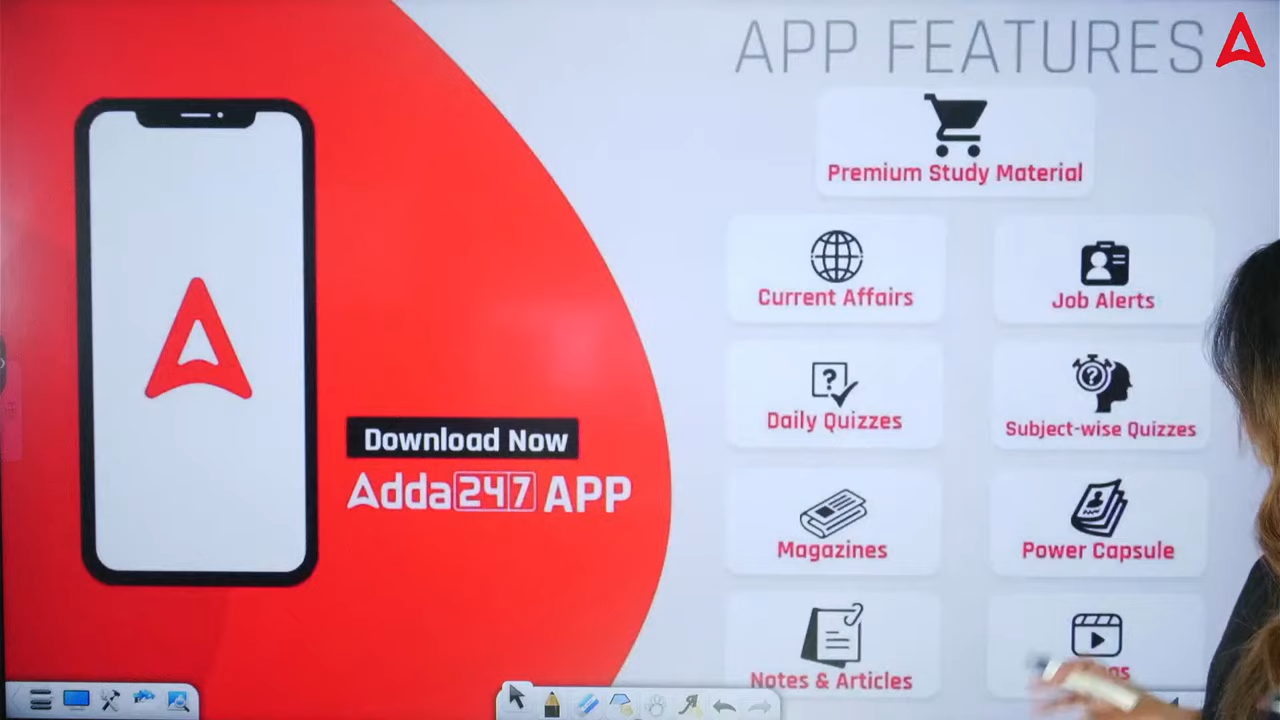 APP FEATURES
Premium Study Material
Current Affairs
Job Alerts
Daily Quizzes
Subject-wise Quizzes
Download Now
Adda247 APP
Magazines
Power Capsule
Notes & Articles